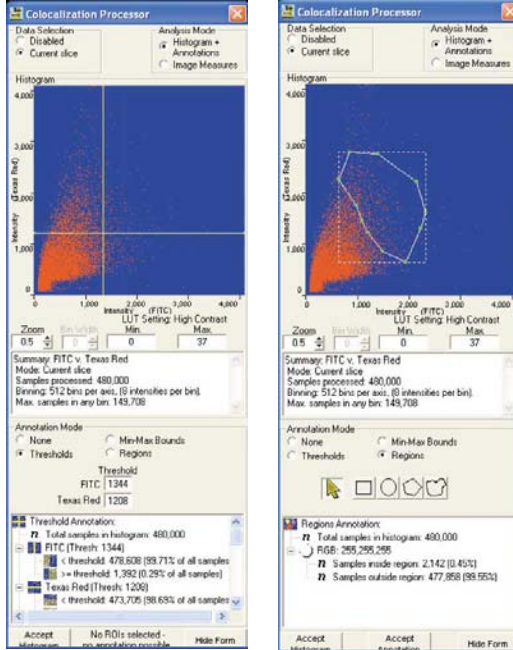 Colocalization Processor
Data Selection
Disabled
Current slice
Analysis Mode
Histogram +
Annotations
Image Measures
Histogram
4,000
3,000
2,000
1,000
0
Intensity (Texas Red)
0 1,000 2,000 3,000 4,000
Intensity (FITC)
LUT Setting: High Contrast
Zoom Bin Width Min. Max.
0.5 0 0 37
Summary: FITC v. Texas Red
Mode: Current slice
Samples processed: 480,000
Binning: 512 bins per axis, (8 intensities per bin).
Max. samples in any bin: 149,708
Annotation Mode
None Min-Max Bounds
Thresholds Regions
Threshold
FITC 1344
Texas Red 1208
Threshold Annotation:
n Total samples in histogram: 480,000
FITC (Thresh: 1344)
< threshold: 478,608 (99.71% of all samples
>= threshold: 1,392 (0.29% of all samples)
Texas Red (Thresh: 1208)
< threshold: 473,705 (98.69% of all samples
Accept
Histogram
No ROIs selected -
no annotation possible
Hide Form
Colocalization Processor
Data Selection
Disabled
Current slice
Analysis Mode
Histogram +
Annotations
Image Measures
Histogram
4,000
3,000
2,000
1,000
0
Intensity (Texas Red)
0 1,000 2,000 3,000 4,000
Intensity (FITC)
LUT Setting: High Contrast
Zoom Bin Width Min. Max.
0.5 0 0 37
Summary: FITC v. Texas Red
Mode: Current slice
Samples processed: 480,000
Binning: 512 bins per axis, (8 intensities per bin).
Max. samples in any bin: 149,708
Annotation Mode
None Min-Max Bounds
Thresholds Regions
Regions Annotation:
n Total samples in histogram: 480,000
RGB: 255,255,255
n Samples inside region: 2,142 (0.45%)
n Samples outside region: 477,858 (99.55%)
Accept
Histogram
Accept
Annotation
Hide Form